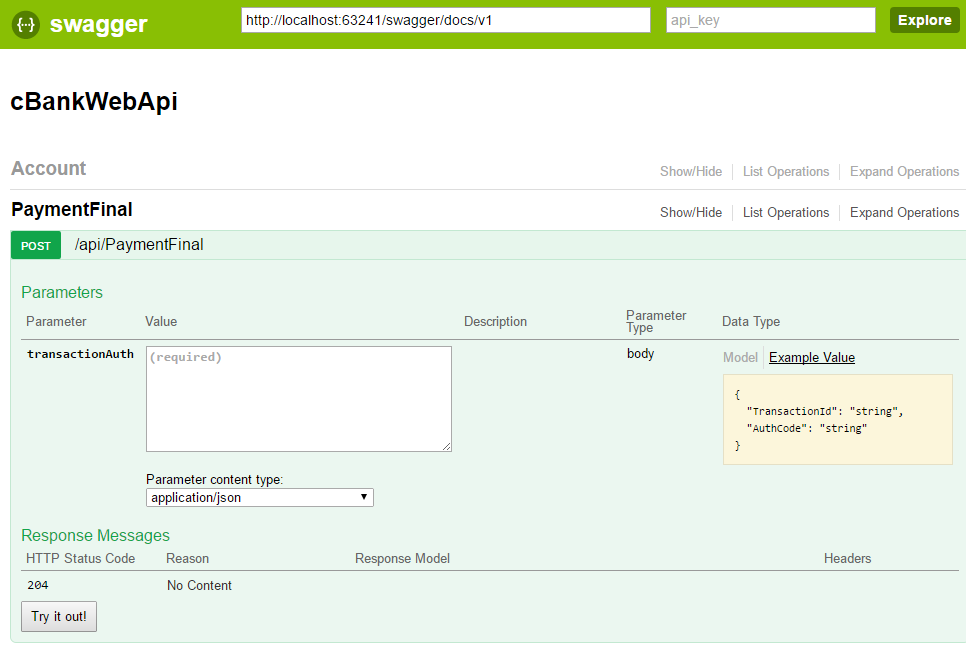 {···} swagger http://localhost:63241/swagger/docs/v1 api_key Explore
cBankWebApi
Account Show/Hide List Operations Expand Operations
PaymentFinal Show/Hide List Operations Expand Operations
POST /api/PaymentFinal
Parameters
Parameter Value Description Parameter Type Data Type
transactionAuth (required) body Model Example Value
{
"TransactionId": "string",
"AuthCode": "string"
}
Parameter content type:
application/json
Response Messages
HTTP Status Code Reason Response Model Headers
204 No Content
Try it out!